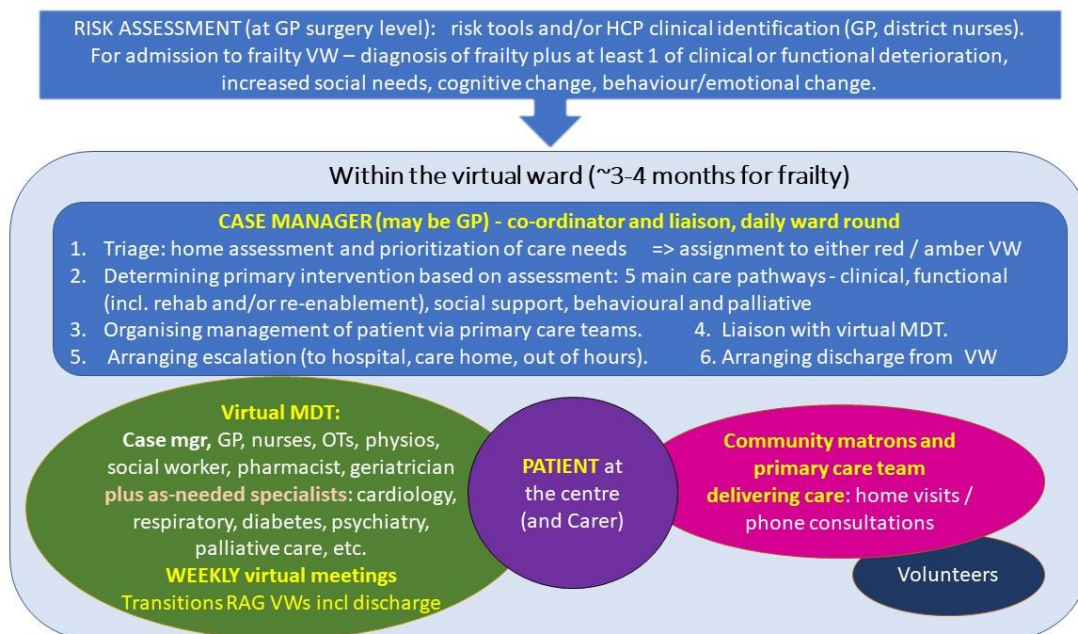 RISK ASSESSMENT (at GP surgery level): risk tools and/or HCP clinical identification (GP, district nurses).
For admission to frailty VW – diagnosis of frailty plus at least 1 of clinical or functional deterioration,
increased social needs, cognitive change, behaviour/emotional change.
Within the virtual ward (~3-4 months for frailty)
CASE MANAGER (may be GP) - co-ordinator and liaison, daily ward round
1. Triage: home assessment and prioritization of care needs => assignment to either red / amber VW
2. Determining primary intervention based on assessment: 5 main care pathways - clinical, functional
(incl. rehab and/or re-enablement), social support, behavioural and palliative
3. Organising management of patient via primary care teams. 4. Liaison with virtual MDT.
5. Arranging escalation (to hospital, care home, out of hours). 6. Arranging discharge from VW
Virtual MDT:
Case mgr, GP, nurses, OTs, physios,
social worker, pharmacist, geriatrician
plus as-needed specialists: cardiology,
respiratory, diabetes, psychiatry,
palliative care, etc.
WEEKLY virtual meetings
Transitions RAG VWs incl discharge
PATIENT at
the centre
(and Carer)
Community matrons and
primary care team
delivering care: home visits /
phone consultations
Volunteers